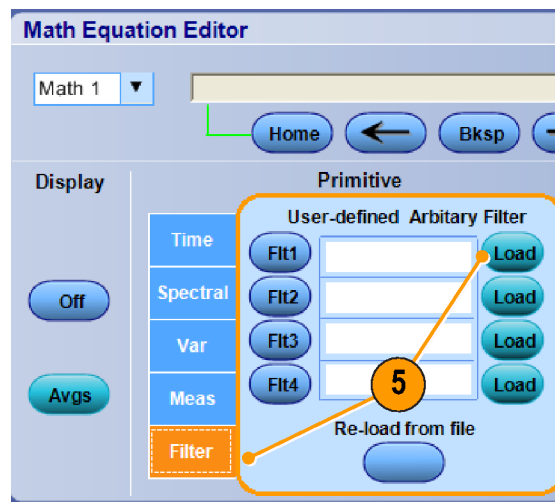 Math Equation Editor
Math 1
Home
Bksp
Display
Primitive
User-defined Arbitary Filter
Time
Flt1
Load
Spectral
Flt2
Load
Off
Var
Flt3
Load
Avgs
Meas
Flt4
5
Load
Filter
Re-load from file